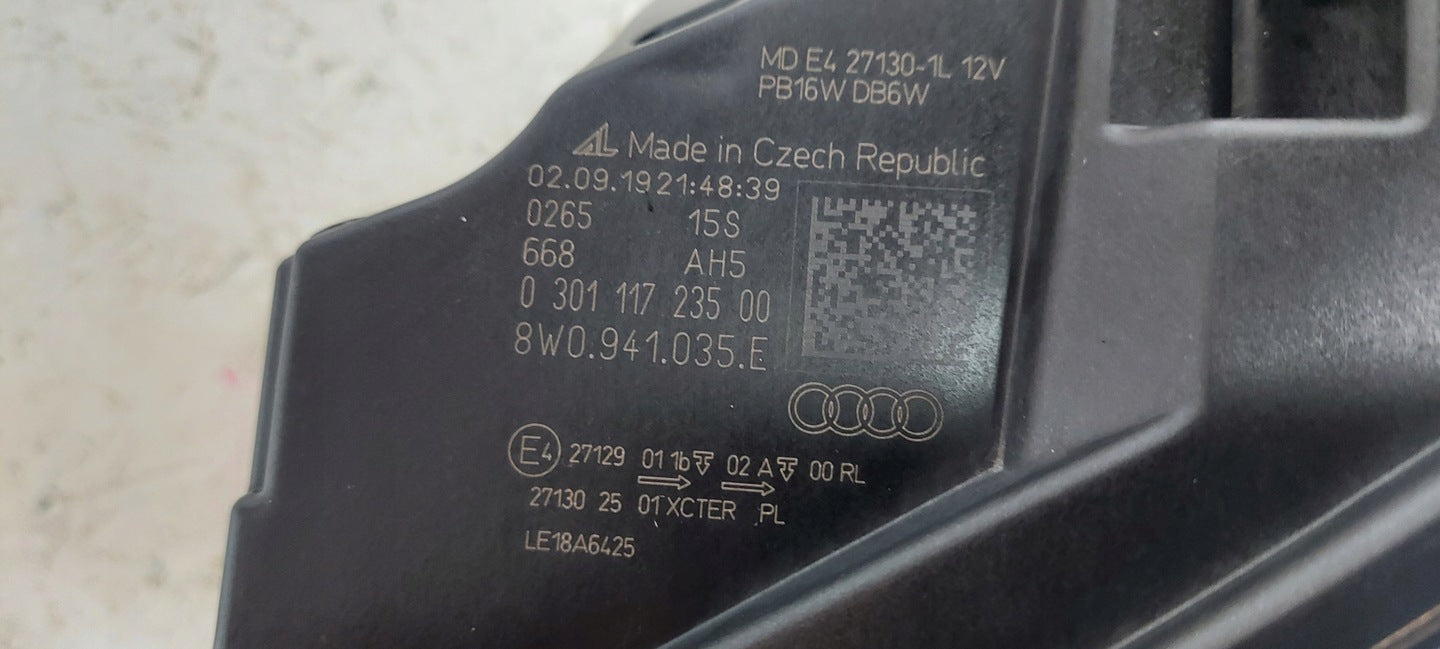 MD E4 27130-1L 12V
PB16W DB6W
AL Made in Czech Republic
02.09.19 21:48:39
0265 15S
668 AH5
0 301 117 235 00
8W0.941.035.E
E4 27129 01 1b 02 A 00 RL
27130 25 01 XCTER PL
LE18A6425